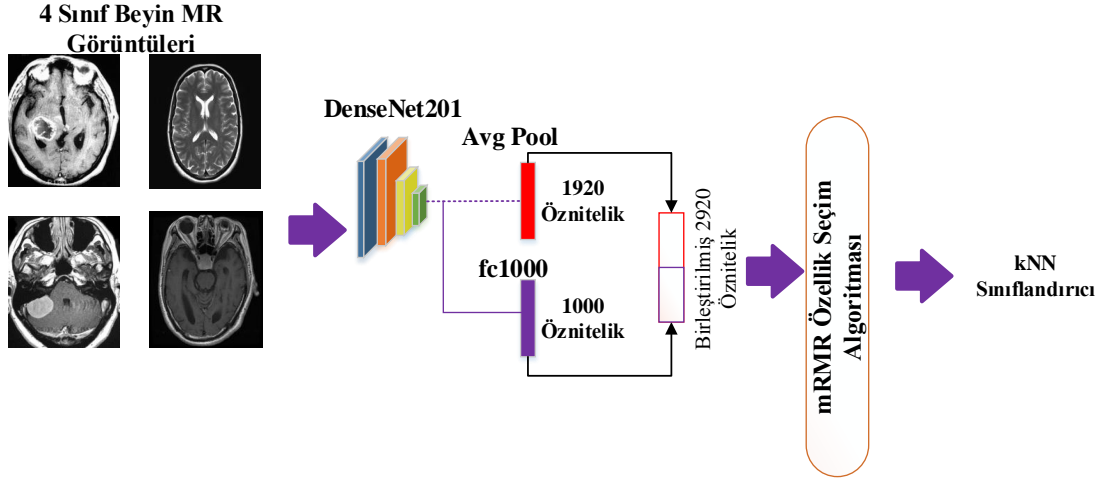 4 Sınıf Beyin MR
Görüntüleri
DenseNet201
Avg Pool
1920
Öznitelik
fc1000
1000
Öznitelik
Birleştirilmiş 2920
Öznitelik
mRMR Özellik Seçim
Algoritması
kNN
Sınıflandırıcı